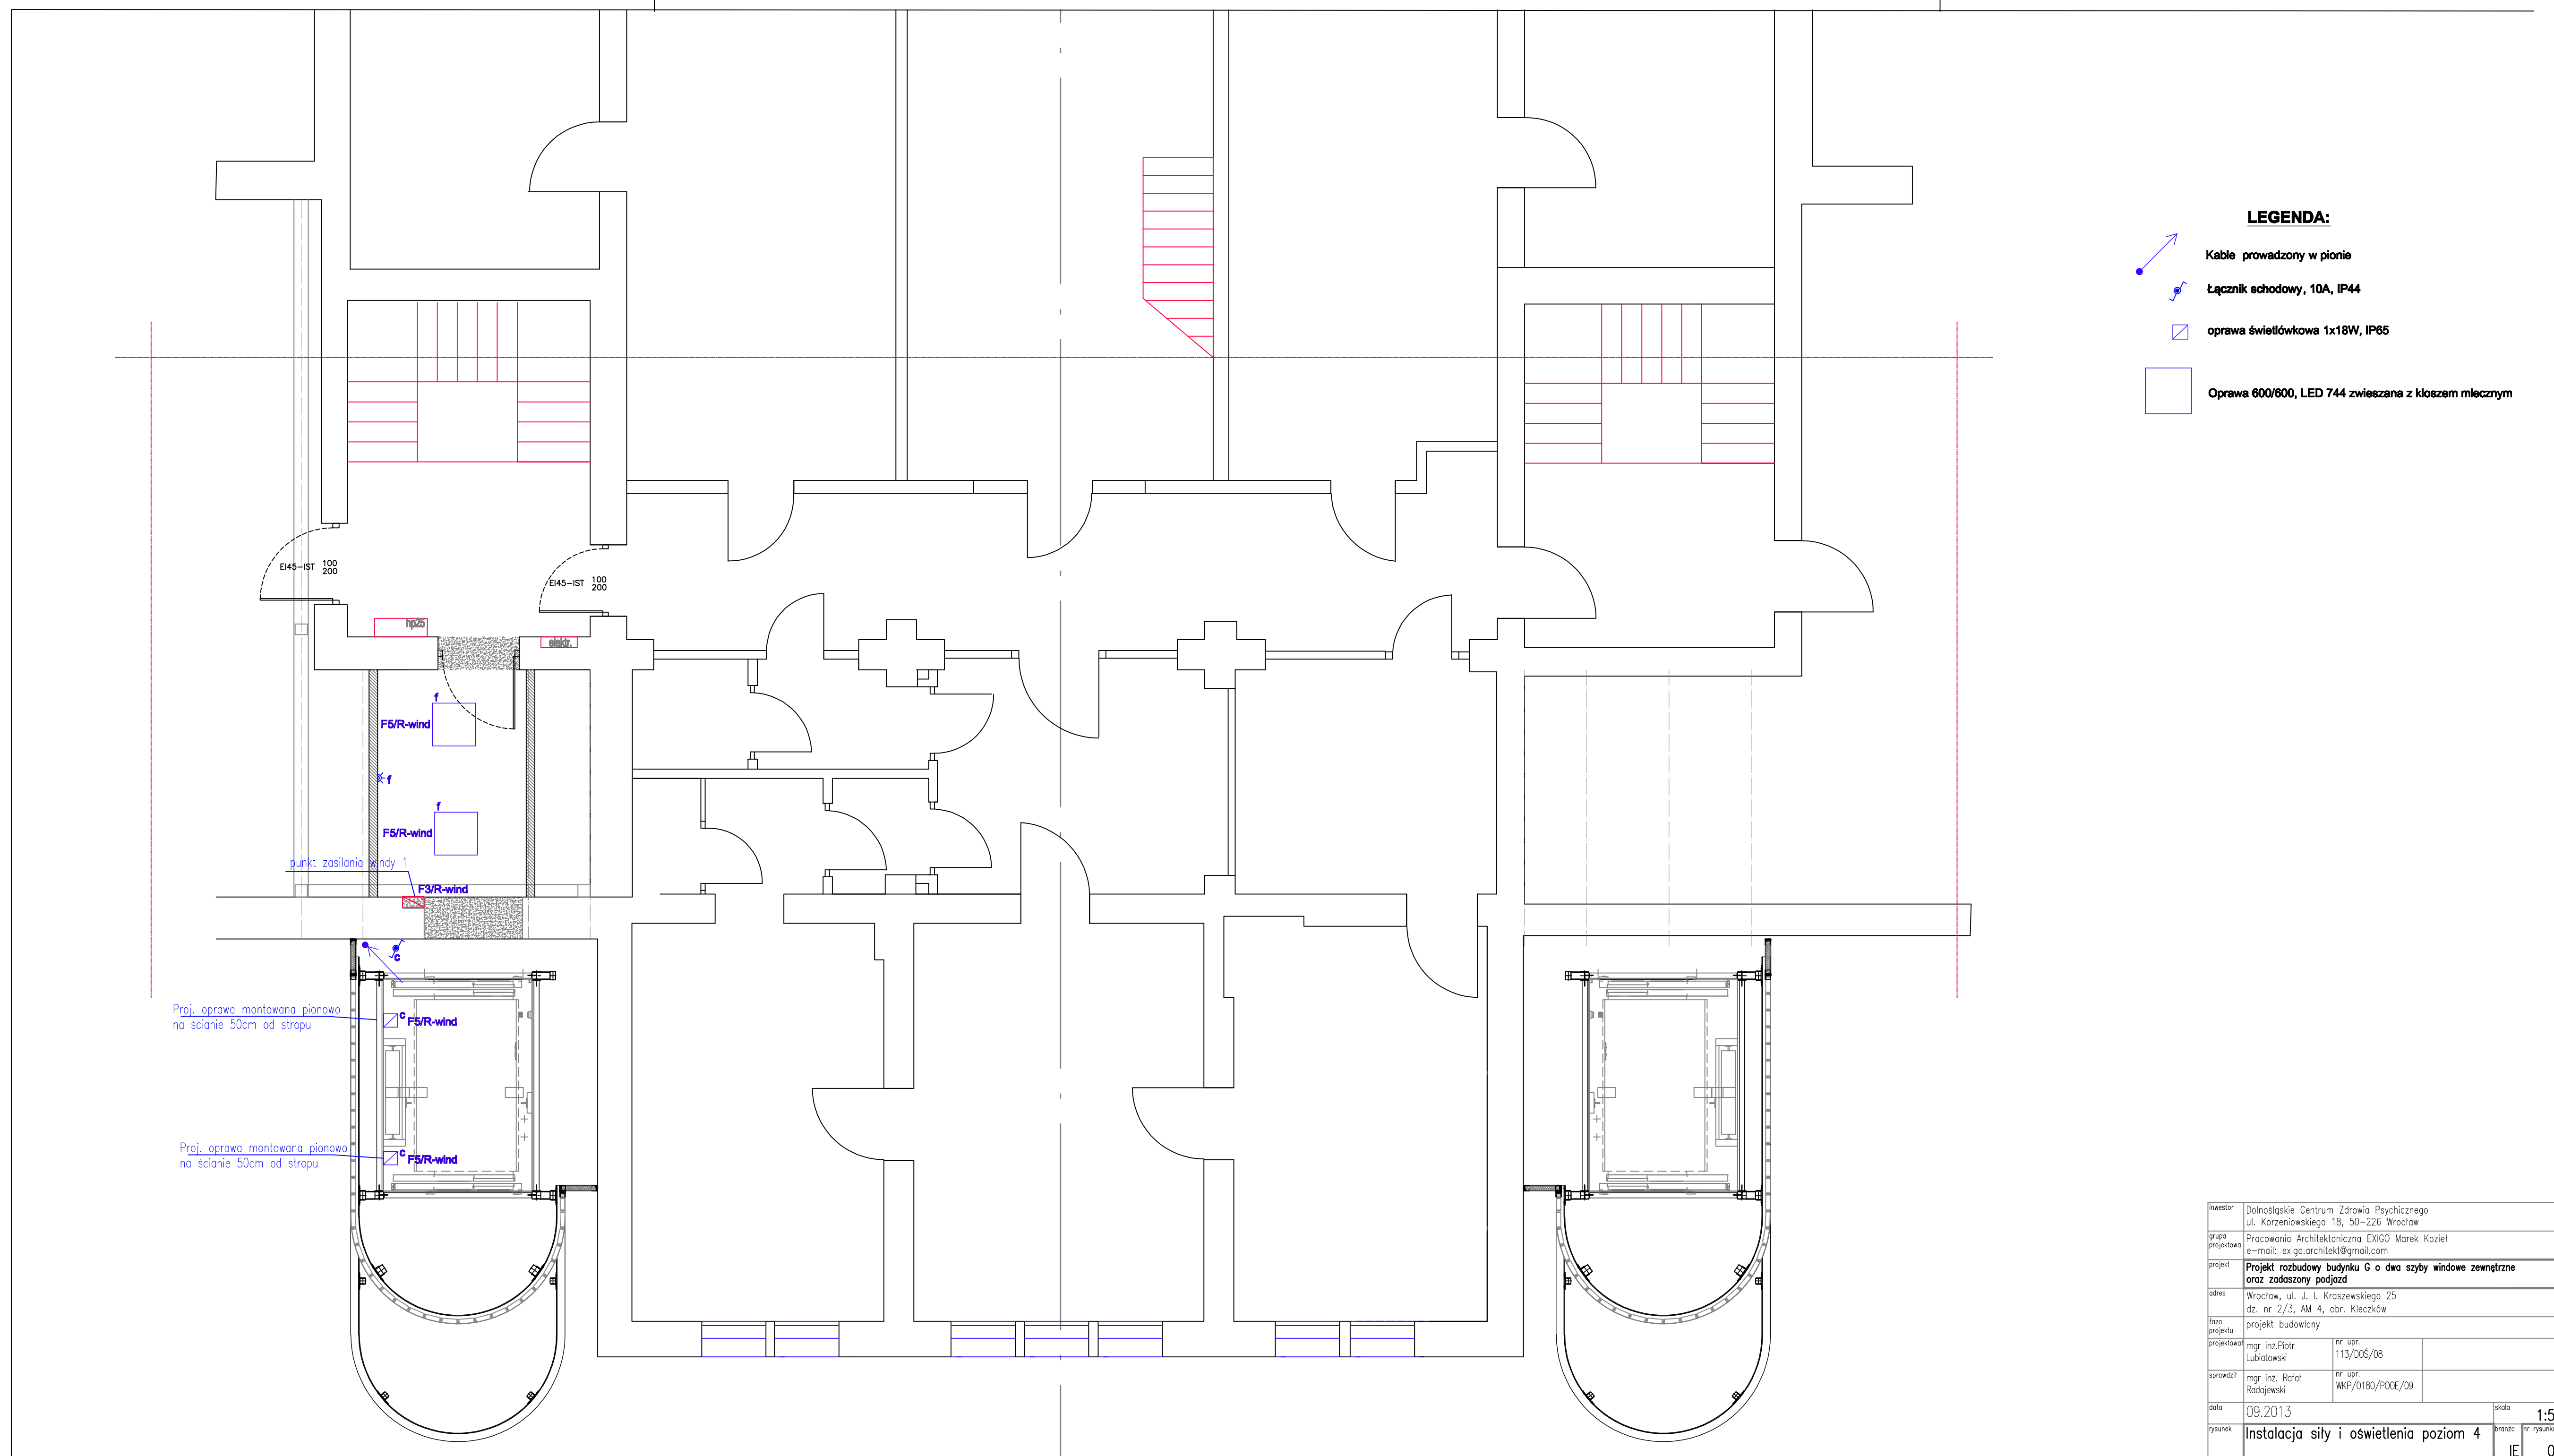 LEGENDA:
Kable prowadzony w pionie
Łącznik schodowy, 10A, IP44
oprawa świetlówkowa 1x18W, IP65
Oprawa 600/600, LED 744 zwieszana z kloszem mlecznym
EI45-IST 100
200
EI45-IST 100
200
hp25
elektr.
f
F5/R-wind
f
f
F5/R-wind
punkt zasilania windy 1
F3/R-wind
c
Proj. oprawa montowana pionowo
na ścianie 50cm od stropu
c
F5/R-wind
Proj. oprawa montowana pionowo
na ścianie 50cm od stropu
c
F5/R-wind
inwestor
Dolnośląskie Centrum Zdrowia Psychicznego
ul. Korzeniowskiego 18, 50-226 Wrocław
grupa
projektowa
Pracowania Architektoniczna EXIGO Marek Kozieł
e-mail: exigo.architekt@gmail.com
projekt
Projekt rozbudowy budynku G o dwa szyby windowe zewnętrzne
oraz zadaszony podjazd
adres
Wrocław, ul. J. I. Kraszewskiego 25
dz. nr 2/3, AM 4, obr. Kleczków
faza
projektu
projekt budowlany
projektował
mgr inż.Piotr
Lubiatowski
nr upr.
113/DOŚ/08
sprawdził
mgr inż. Rafał
Radajewski
nr upr.
WKP/0180/POOE/09
data
09.2013
skala
1:5
rysunek
Instalacja siły i oświetlenia poziom 4
branża
IE
nr rysunk
0